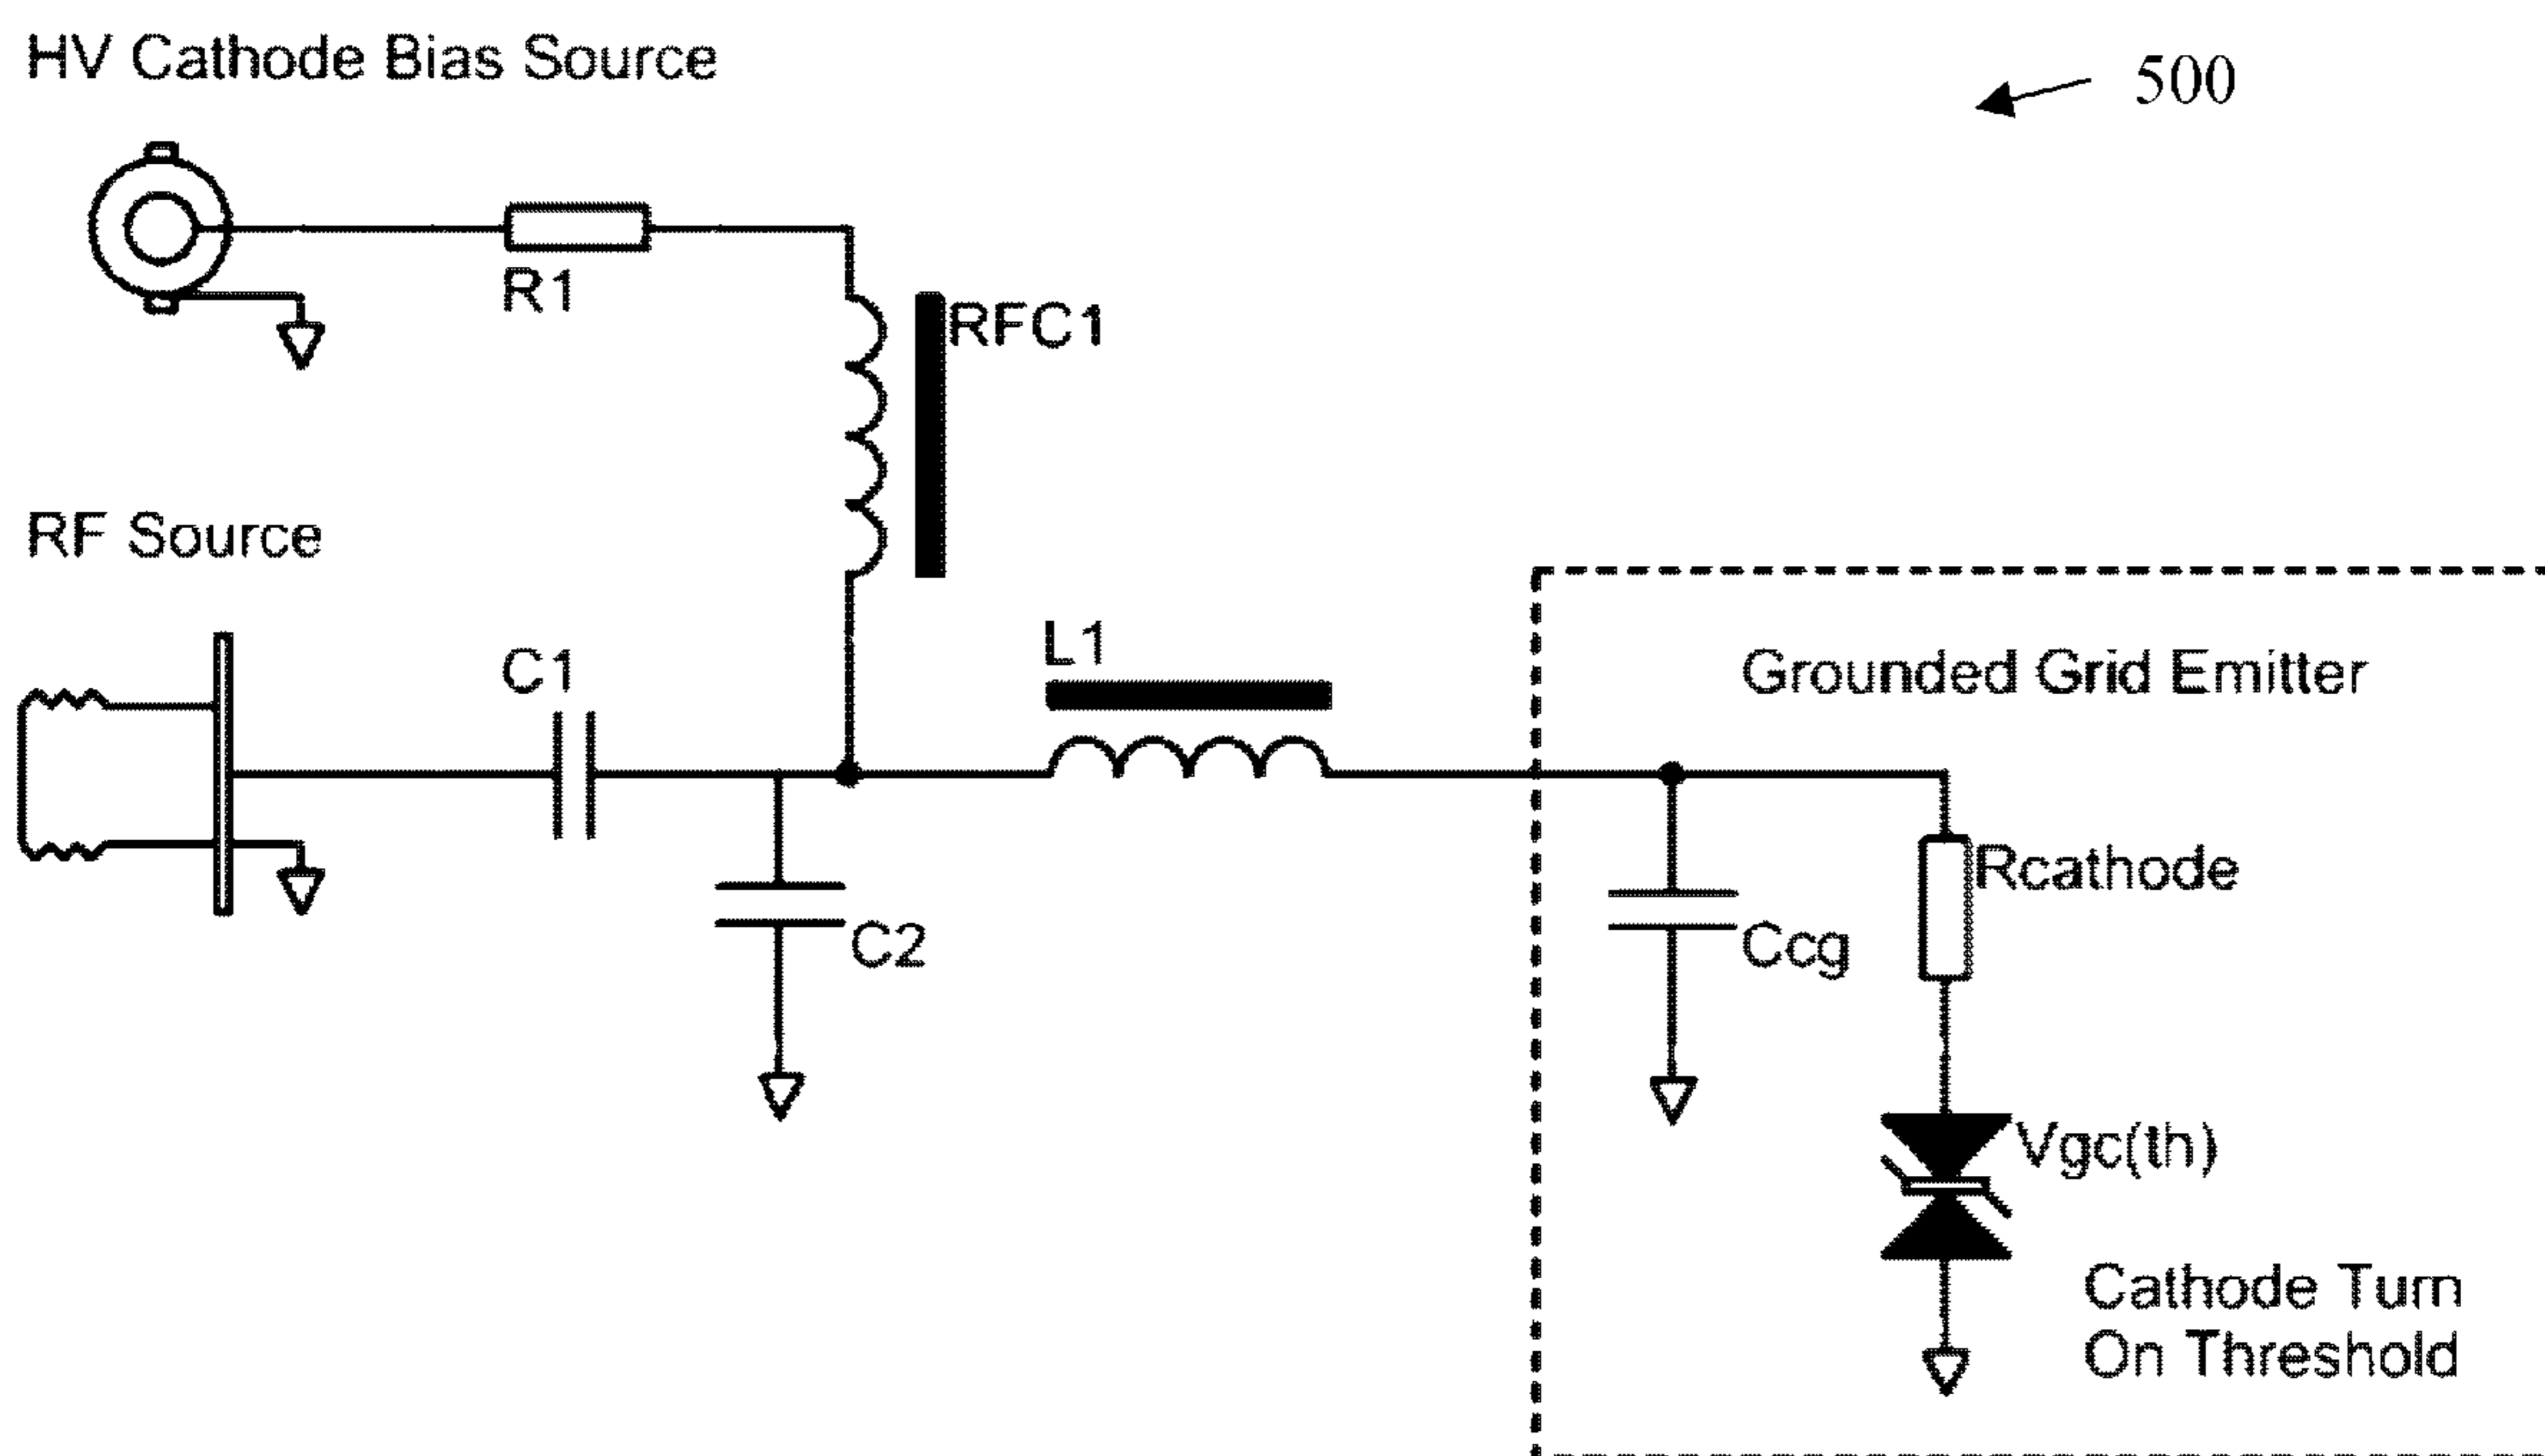 HV Cathode Bias Source
500
R1
RFC1
RF Source
L1
C1
Grounded Grid Emitter
Rcathode
C2
Ccg
Vgc(th)
Cathode Turn
On Threshold